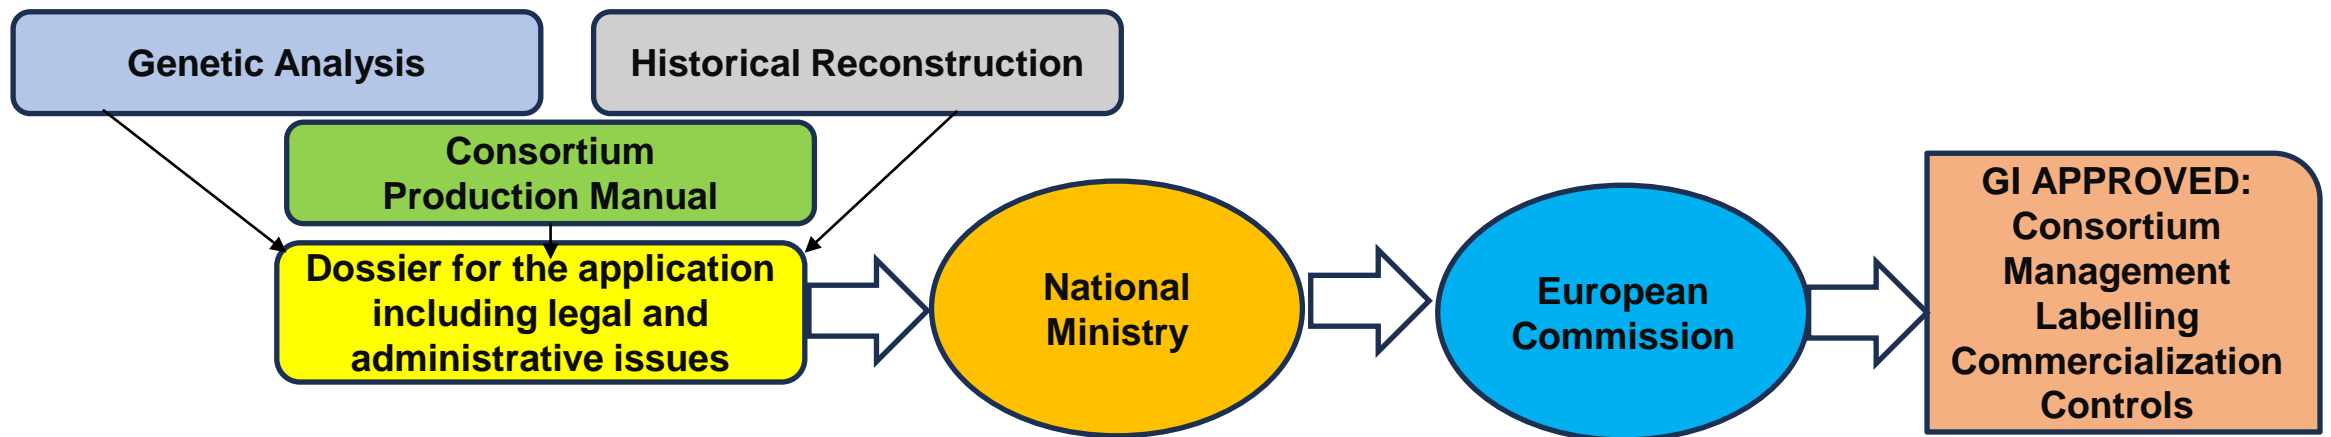 Genetic Analysis
Historical Reconstruction
Consortium
Production Manual
Dossier for the application
including legal and
administrative issues
National
Ministry
European
Commission
GI APPROVED:
Consortium
Management
Labelling
Commercialization
Controls